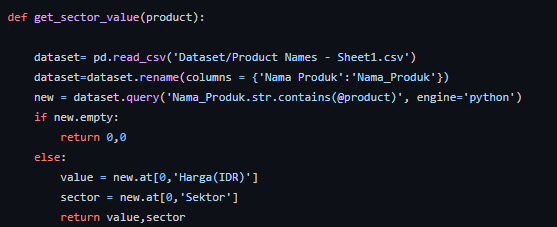 def get_sector_value(product):
dataset= pd.read_csv('Dataset/Product Names - Sheet1.csv')
dataset=dataset.rename(columns = {'Nama Produk':'Nama_Produk'})
new = dataset.query('Nama_Produk.str.contains(@product)', engine='python')
if new.empty:
return 0,0
else:
value = new.at[0,'Harga(IDR)']
sector = new.at[0,'Sektor']
return value,sector